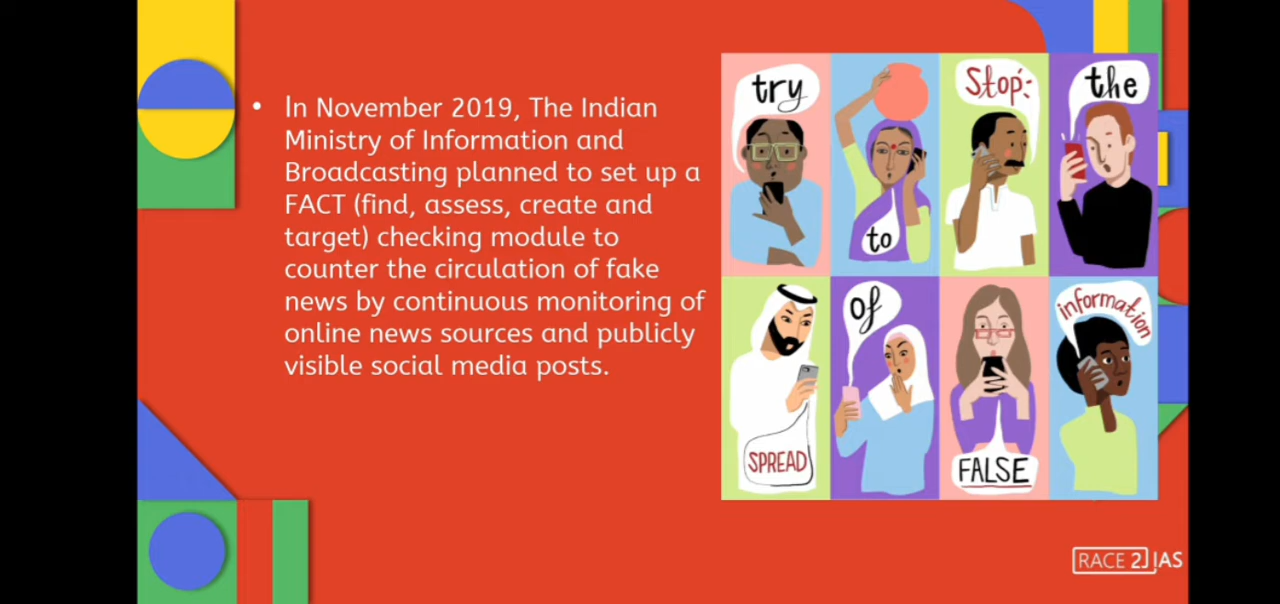 • In November 2019, The Indian
Ministry of Information and
Broadcasting planned to set up a
FACT (find, assess, create and
target) checking module to
counter the circulation of fake
news by continuous monitoring of
online news sources and publicly
visible social media posts.
try
to
Stop:
the
SPREAD
of
FALSE
information
RACE 2 IAS